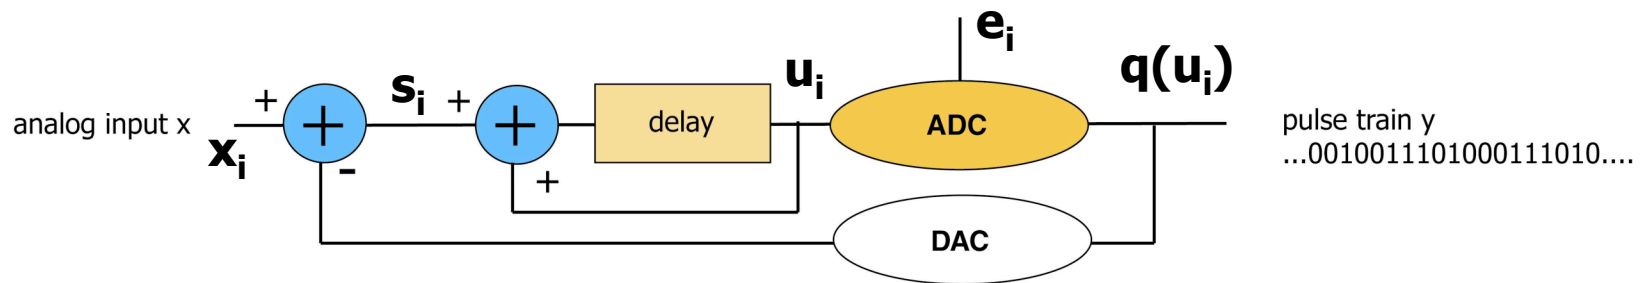 analog input x
xᵢ
+
+
-
sᵢ
+
+
+
delay
uᵢ
eᵢ
ADC
q(uᵢ)
DAC
pulse train y
...0010011101000111010....